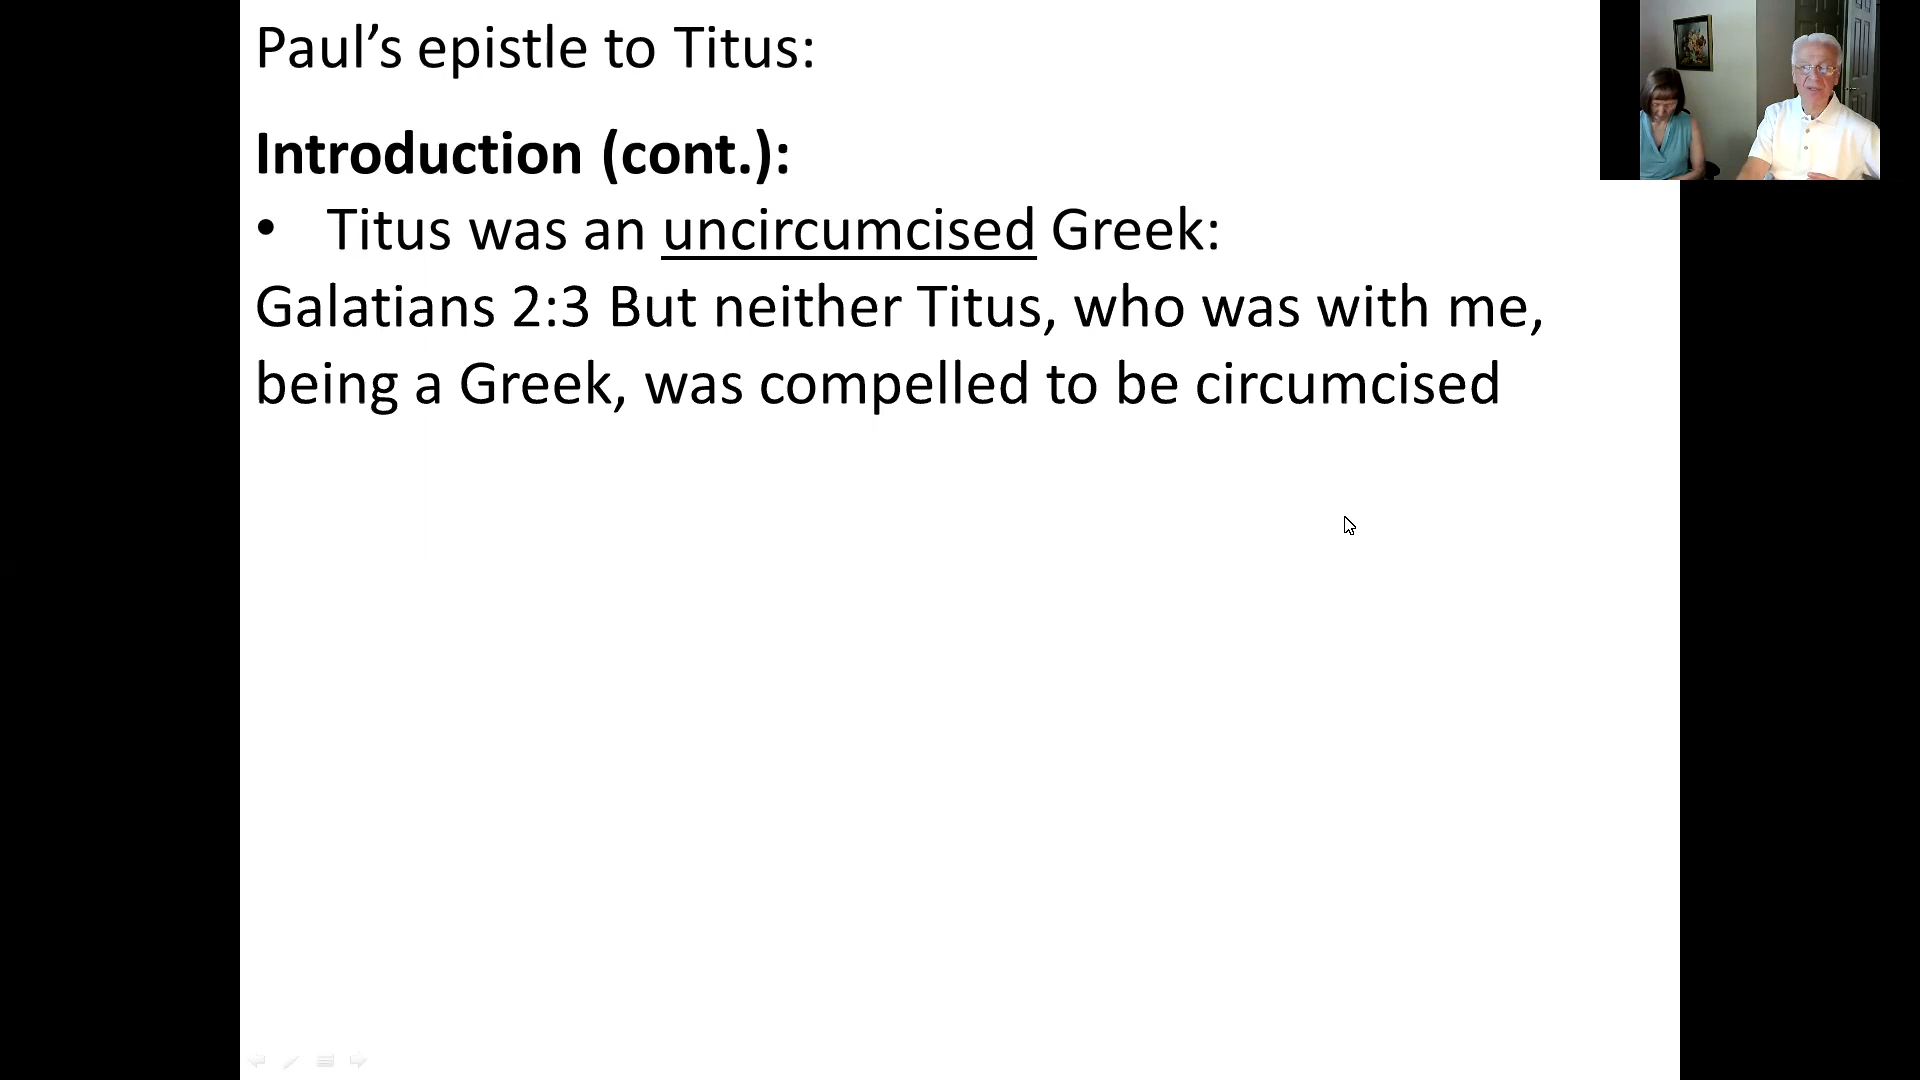 Paul’s epistle to Titus:
Introduction (cont.):
• Titus was an uncircumcised Greek:
Galatians 2:3 But neither Titus, who was with me,
being a Greek, was compelled to be circumcised